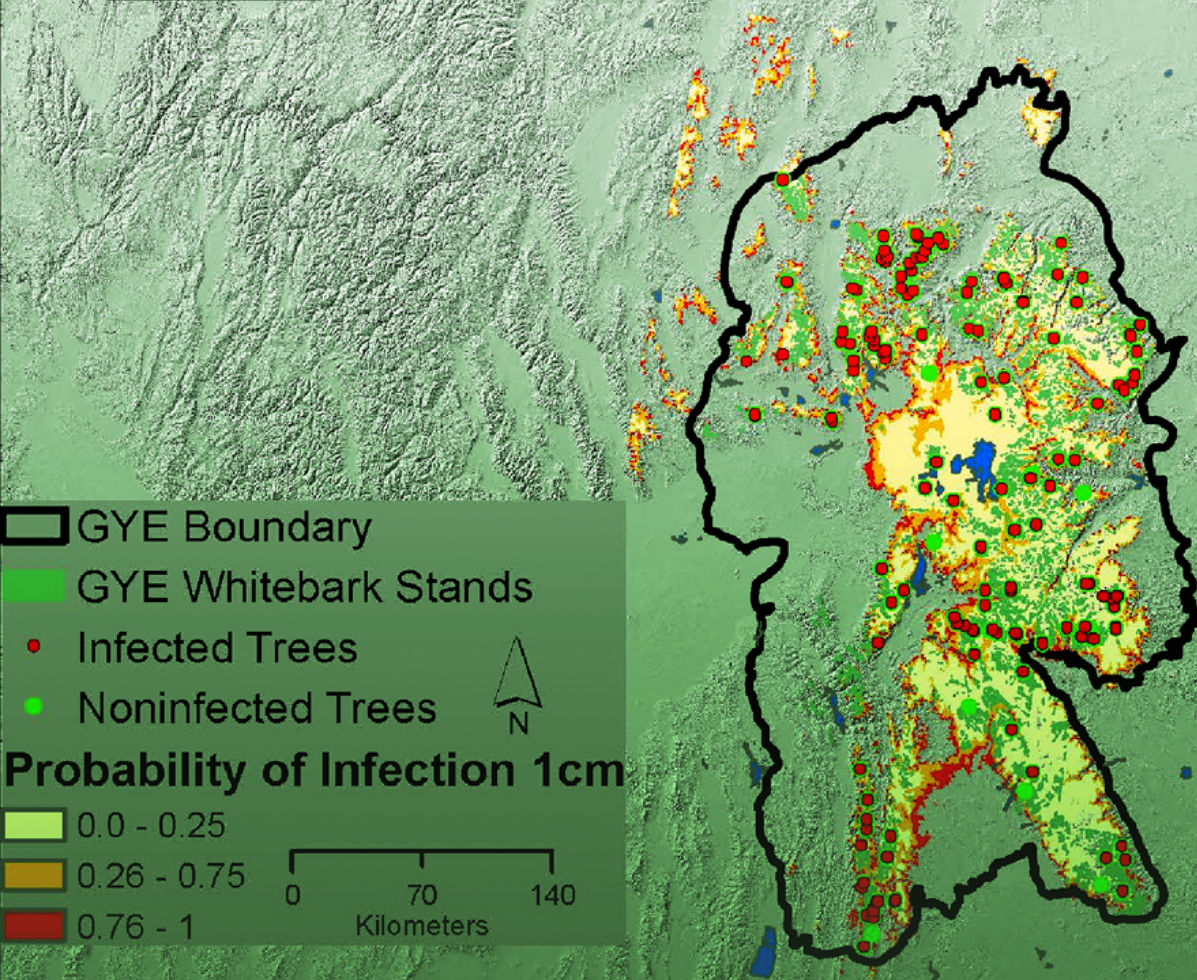 GYE Boundary
GYE Whitebark Stands
Infected Trees
Noninfected Trees
N
Probability of Infection 1cm
0.0 - 0.25
0.26 - 0.75
0.76 - 1
0 70 140
Kilometers